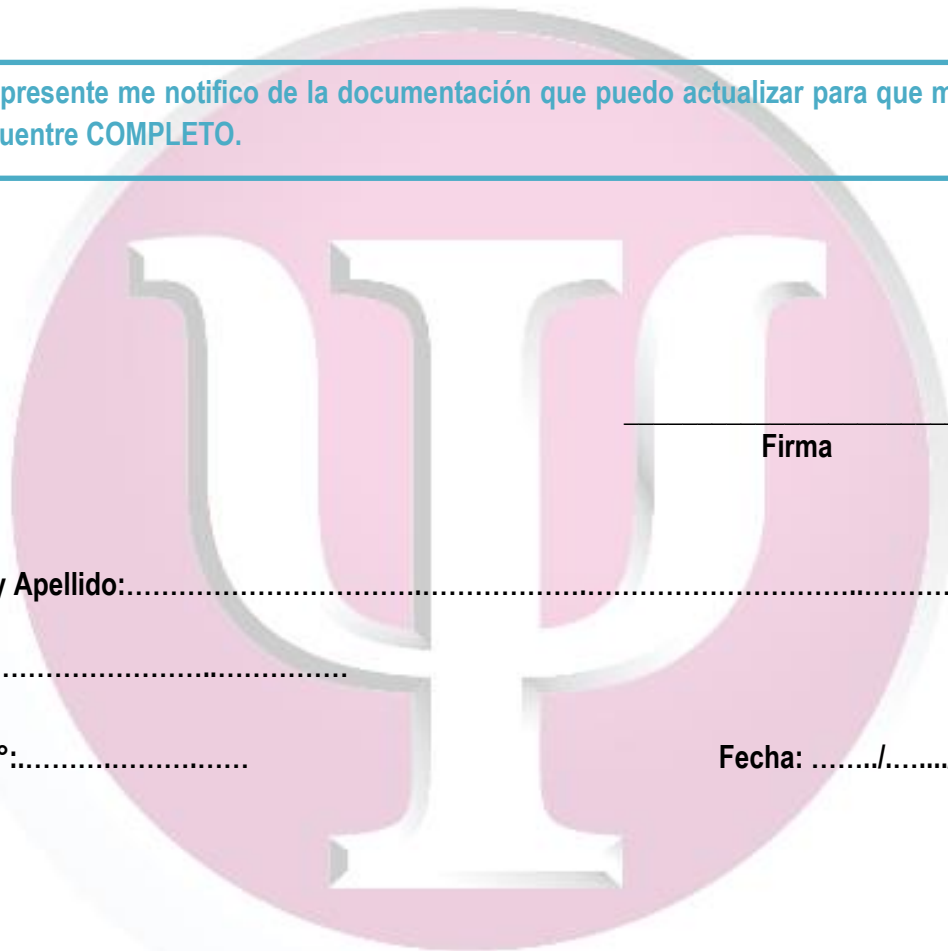 presente me notifico de la documentación que puedo actualizar para que m
uentre COMPLETO.
Firma
y Apellido:……………………………..……………….………………………..………
……………………..……………
°:..……….………..……
Fecha: ……../.…..../